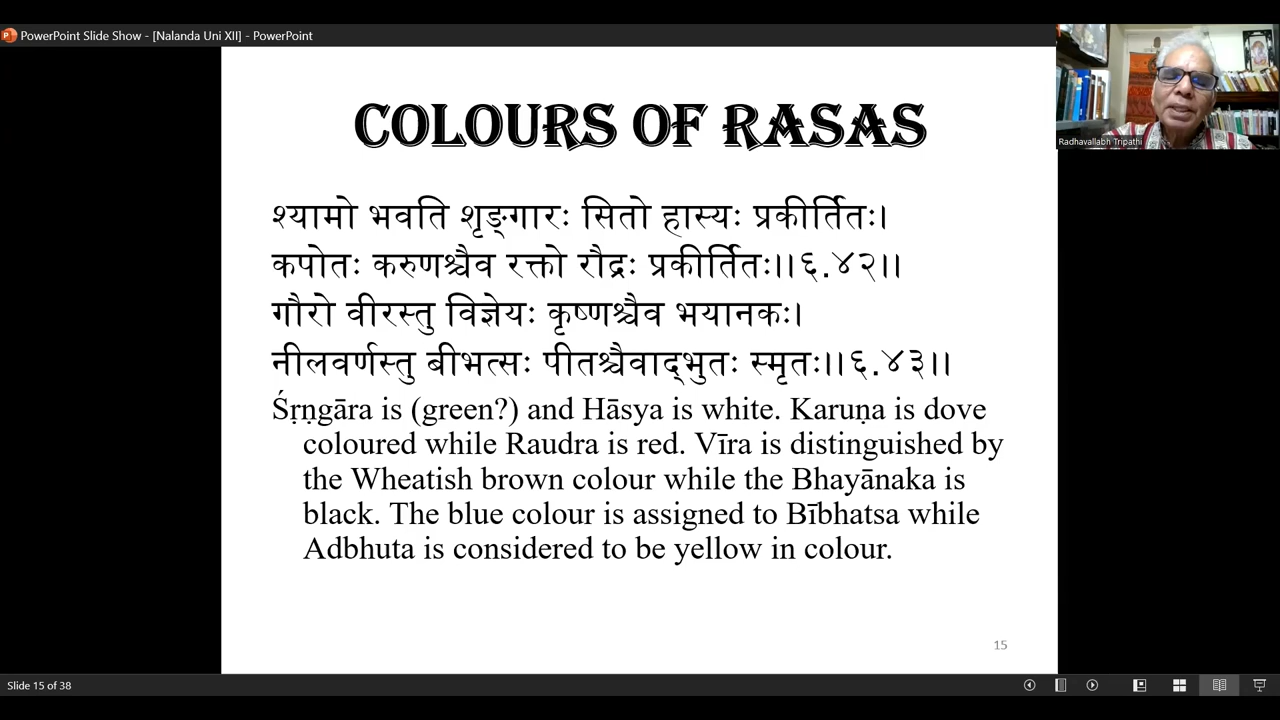 PowerPoint Slide Show - [Nalanda Uni XII] - PowerPoint
COLOURS OF RASAS
श्यामो भवति शृङ्गारः सितो हास्यः प्रकीर्तितः।
कपोतः करुणश्चैव रक्तो रौद्रः प्रकीर्तितः।।६.४२।।
गौरो वीरस्तु विज्ञेयः कृष्णश्चैव भयानकः।
नीलवर्णस्तु बीभत्सः पीतश्चैवाद्भुतः स्मृतः।।६.४३।।
Śṛṇgāra is (green?) and Hāsya is white. Karuṇa is dove
coloured while Raudra is red. Vīra is distinguished by
the Wheatish brown colour while the Bhayānaka is
black. The blue colour is assigned to Bībhatsa while
Adbhuta is considered to be yellow in colour.
15
Radhavallabh Tripathi
Slide 15 of 38